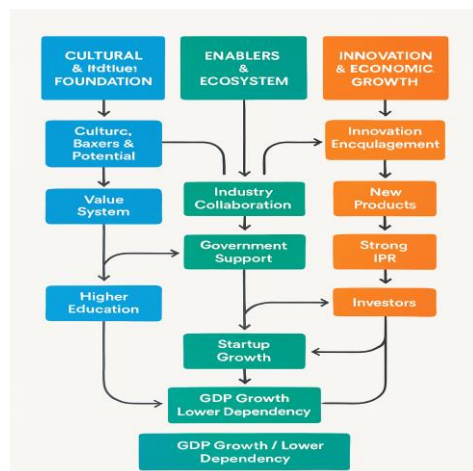 CULTURAL
& Itdtlue:
FOUNDATION
ENABLERS
&
ECOSYSTEM
INNOVATION
& ECONOMIC.
GROWTH
Culturc,
Baxers &
Potential
Innovation
Encqulagement
Value
System
Industry
Collaboration
New
Products
Government
Support
Strong
IPR
Higher
Education
Investors
Startup
Growth
GDP Growth
Lower Dependency
GDP Growth / Lower
Dependency